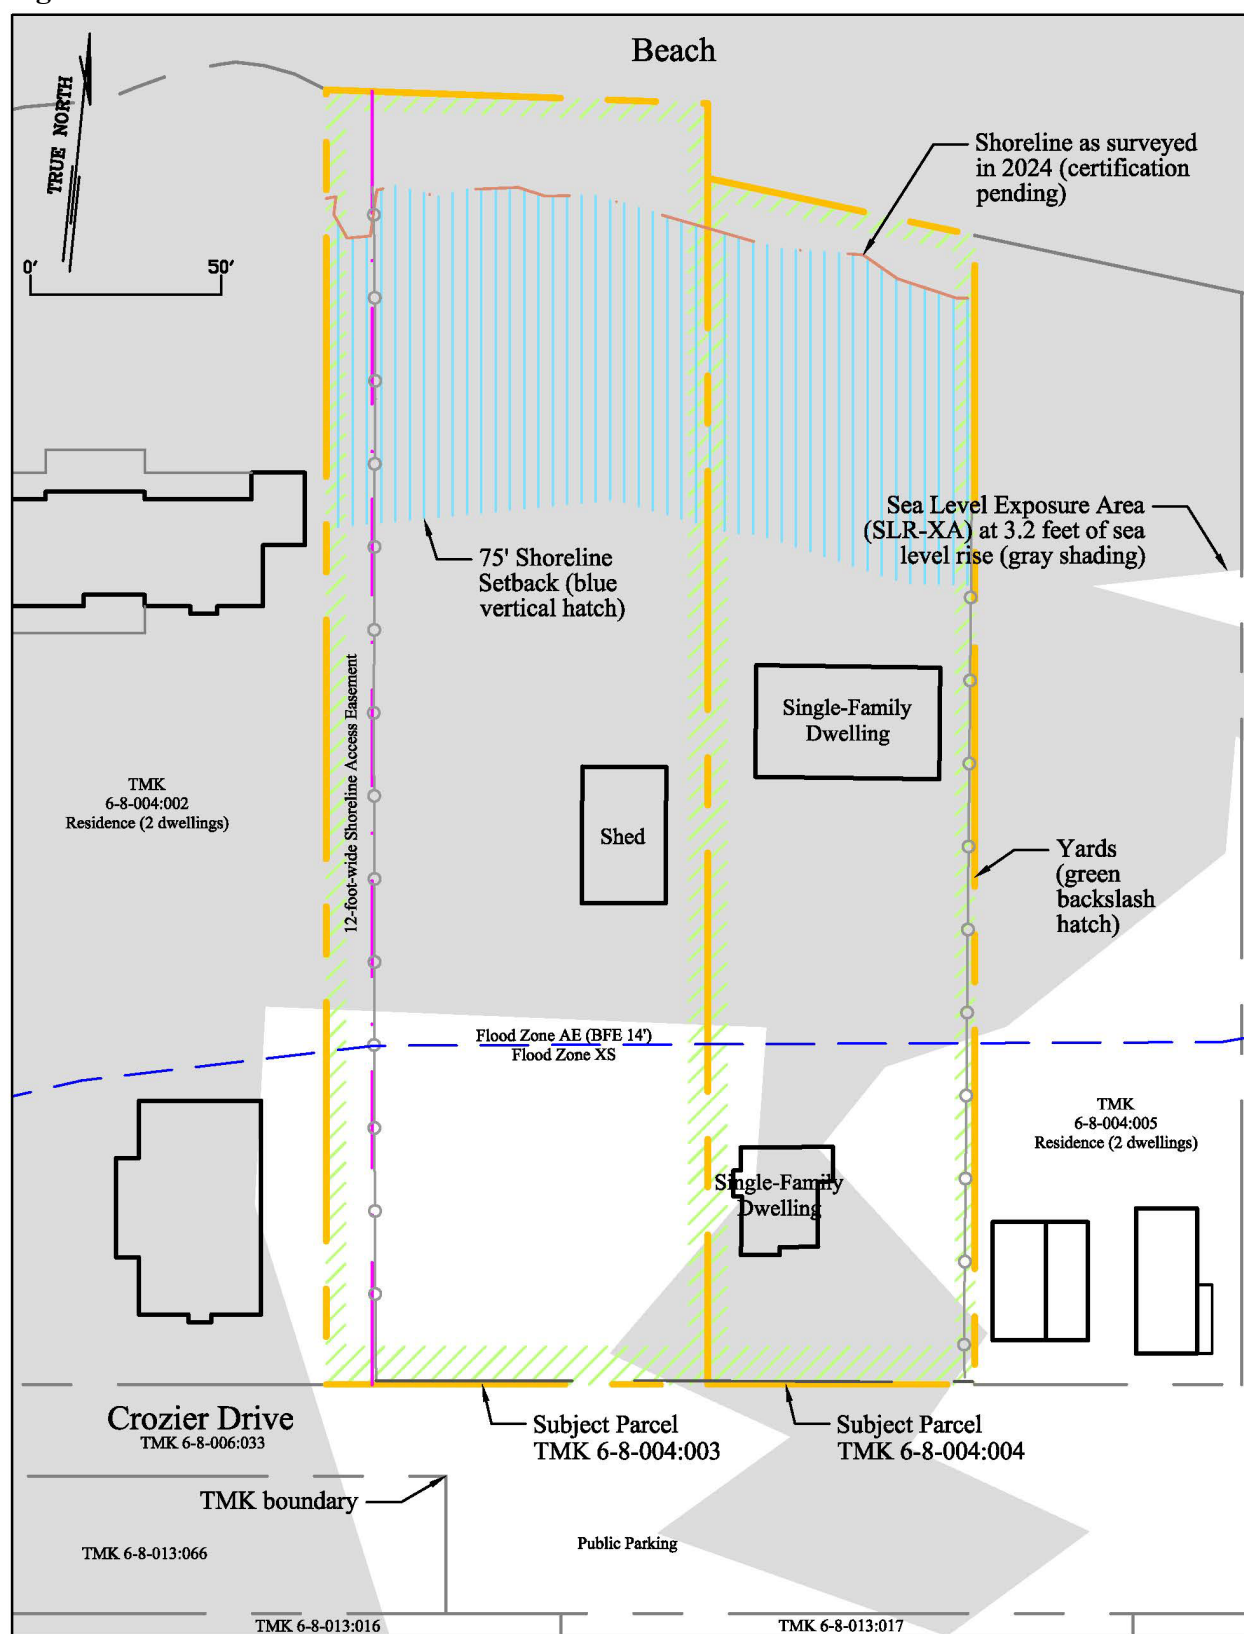 Beach
TRUE NORTH
Shoreline as surveyed
in 2024 (certification
pending)
0'
50'
Sea Level Exposure Area
(SLR-XA) at 3.2 feet of sea
level rise (gray shading)
75' Shoreline
Setback (blue
vertical hatch)
12-foot-wide Shoreline Access Easement
Single-Family
Dwelling
TMK
6-8-004:002
Residence (2 dwellings)
Shed
Yards
(green
backslash
hatch)
Flood Zone AE (BFE 14')
Flood Zone XS
TMK
6-8-004:005
Residence (2 dwellings)
Single-Family
Dwelling
Crozier Drive
TMK 6-8-006:033
Subject Parcel
TMK 6-8-004:003
Subject Parcel
TMK 6-8-004:004
TMK boundary
TMK 6-8-013:066
Public Parking
TMK 6-8-013:016
TMK 6-8-013:017